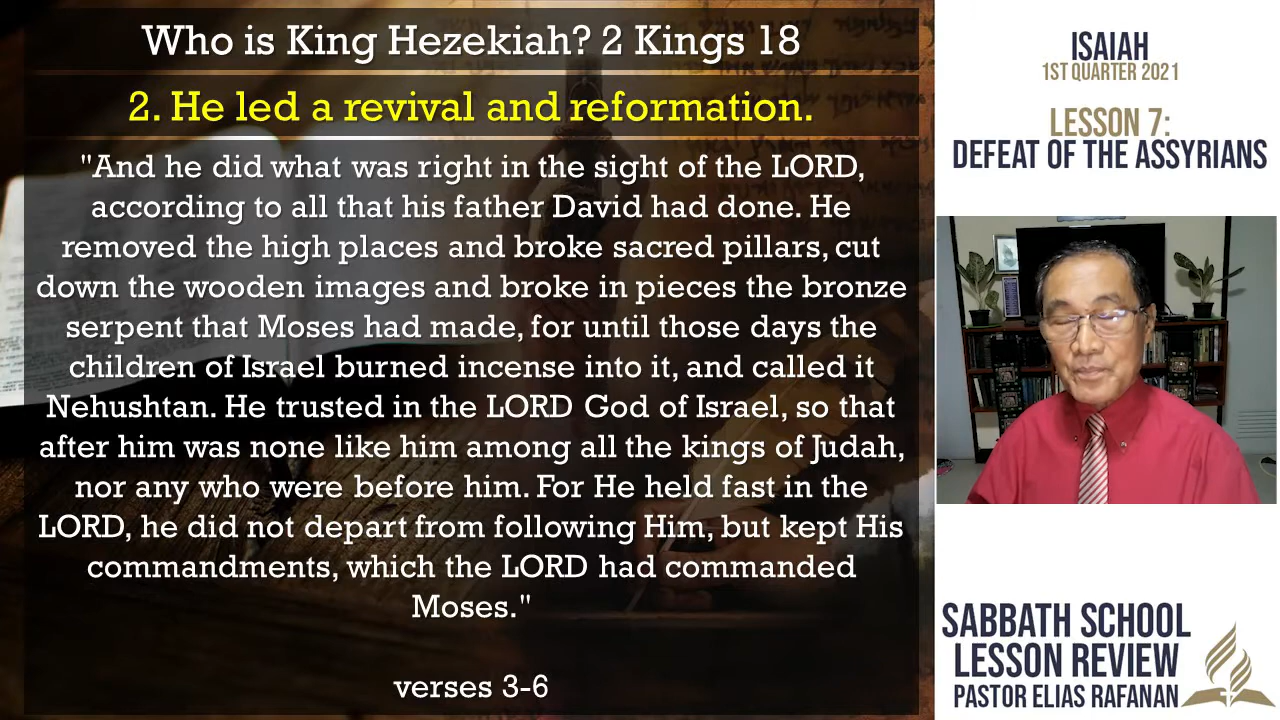 Who is King Hezekiah? 2 Kings 18
2. He led a revival and reformation.
"And he did what was right in the sight of the LORD,
according to all that his father David had done. He
removed the high places and broke sacred pillars, cut
down the wooden images and broke in pieces the bronze
serpent that Moses had made, for until those days the
children of Israel burned incense into it, and called it
Nehushtan. He trusted in the LORD God of Israel, so that
after him was none like him among all the kings of Judah,
nor any who were before him. For He held fast in the
LORD, he did not depart from following Him, but kept His
commandments, which the LORD had commanded
Moses."
verses 3-6
ISAIAH
1ST QUARTER 2021
LESSON 7:
DEFEAT OF THE ASSYRIANS
SABBATH SCHOOL
LESSON REVIEW
PASTOR ELIAS RAFANAN